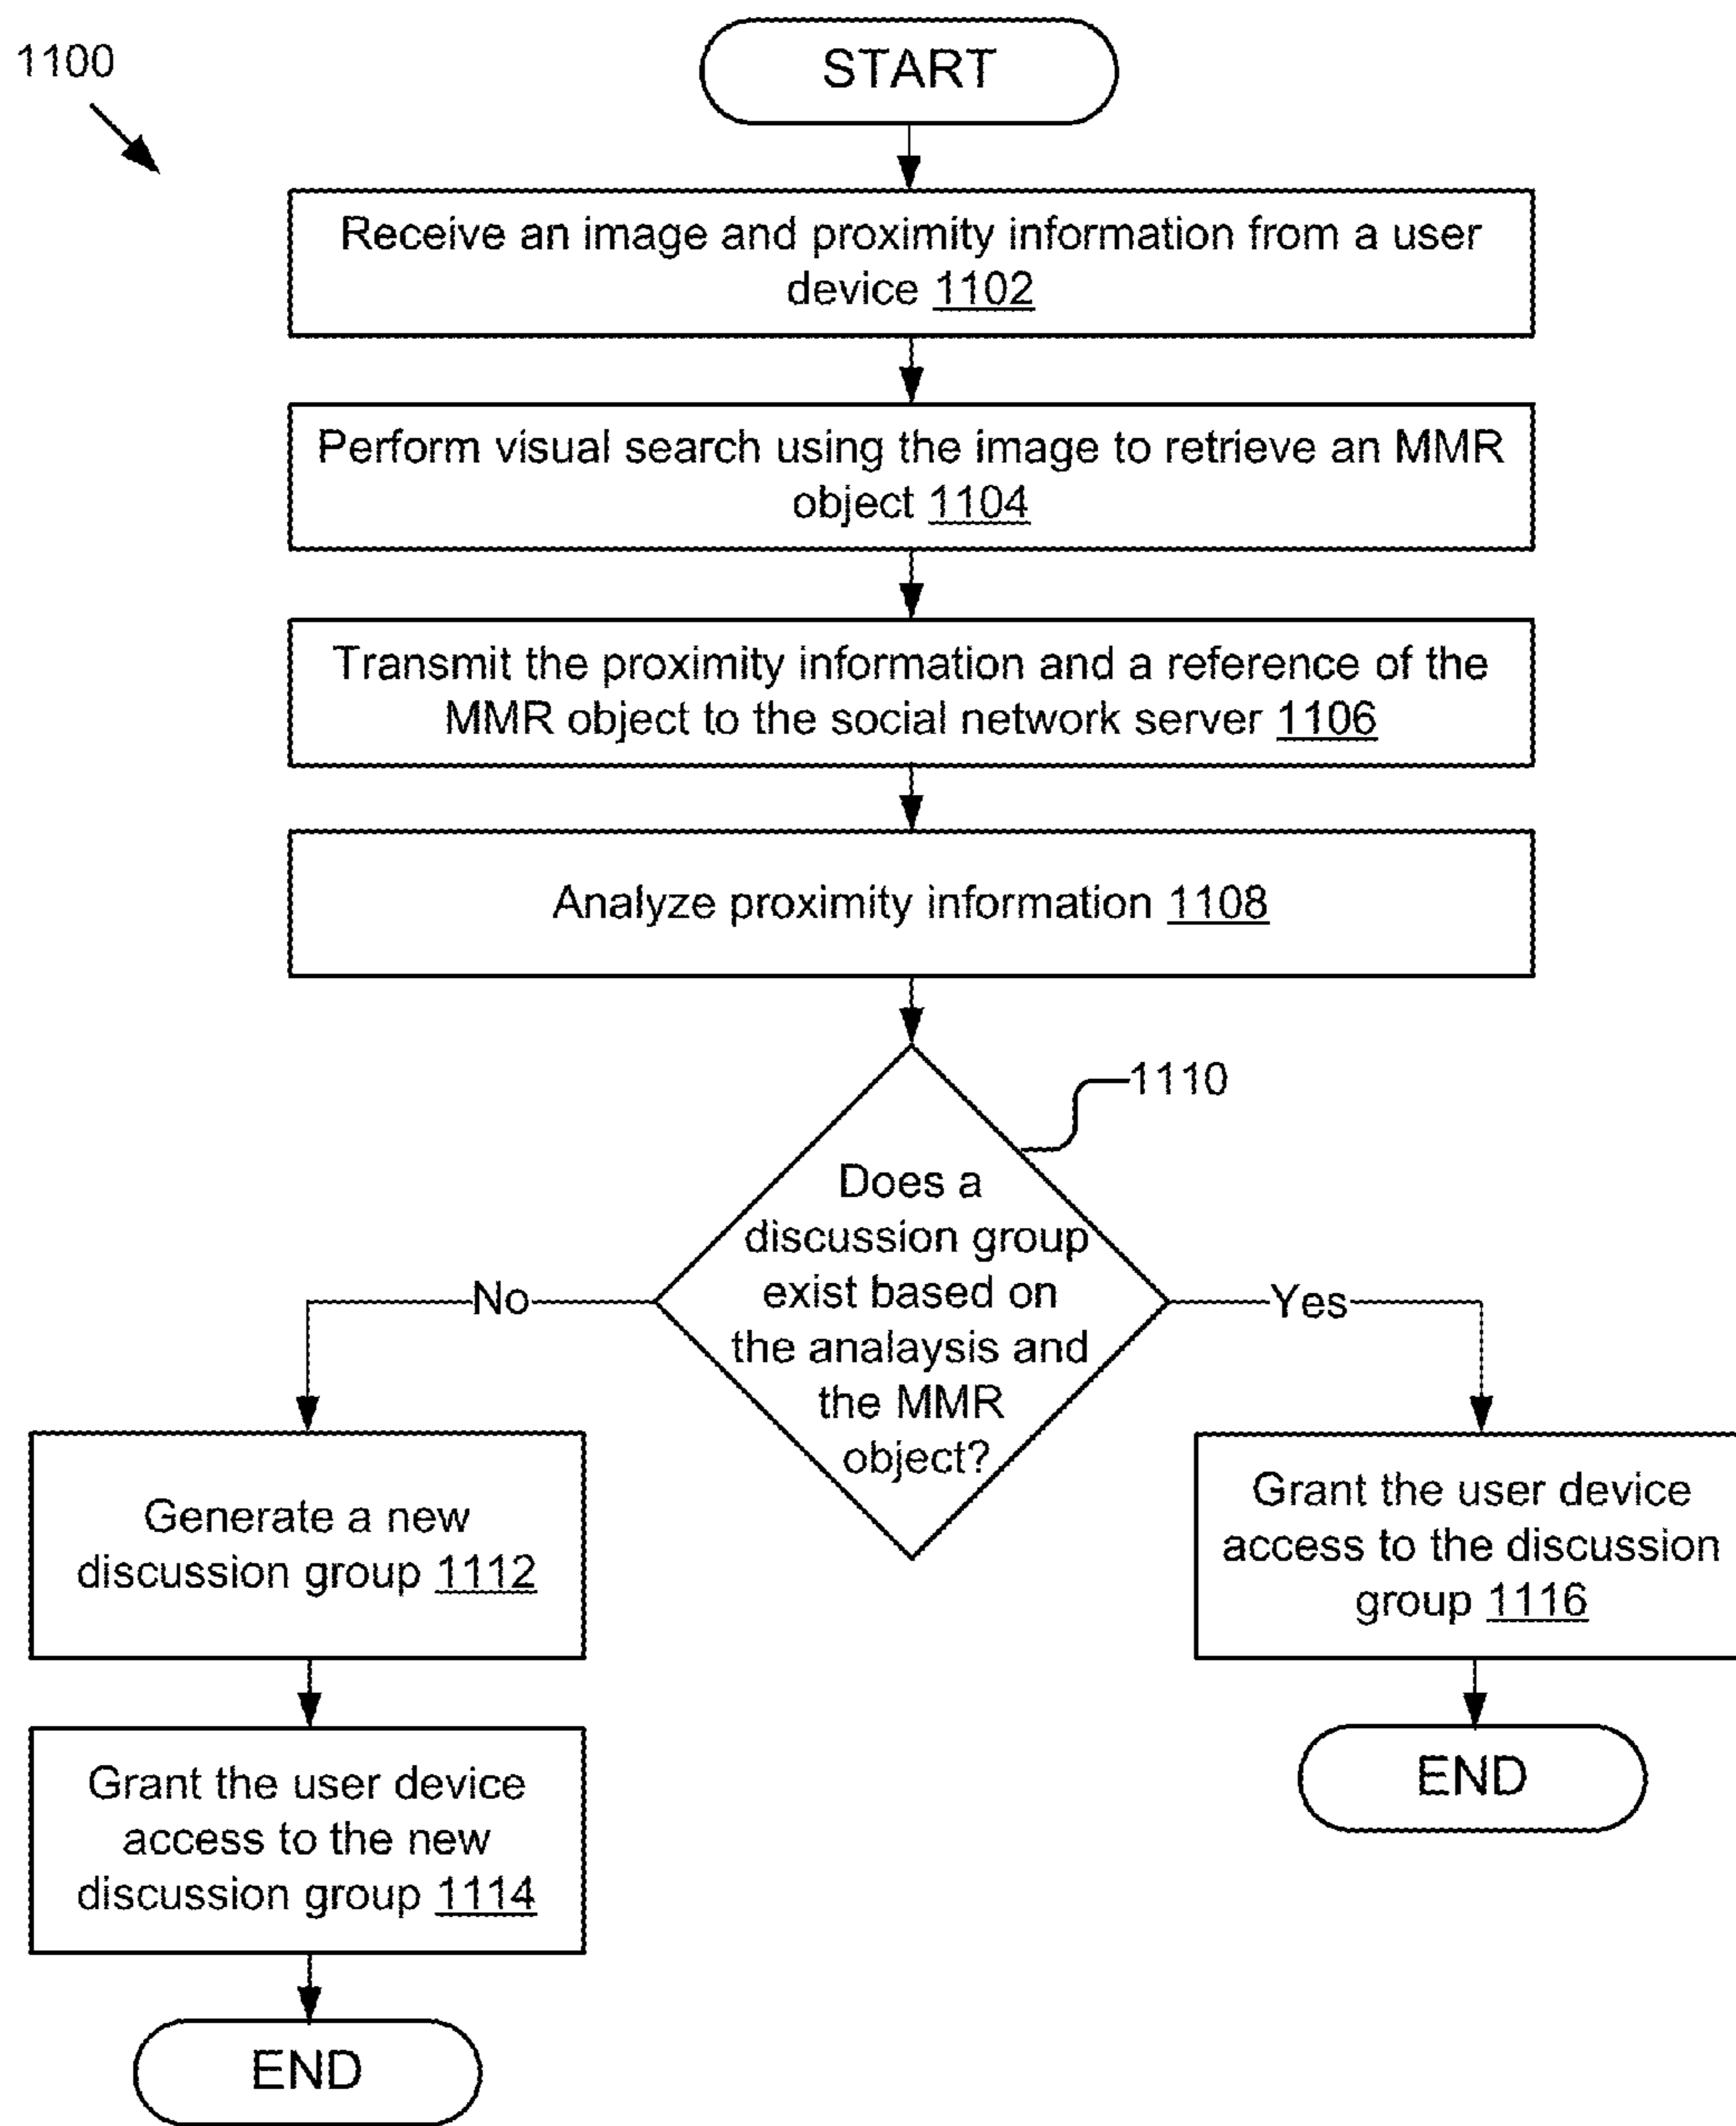 1100
START
Receive an image and proximity information from a user
device 1102
Perform visual search using the image to retrieve an MMR
object 1104
Transmit the proximity information and a reference of the
MMR object to the social network server 1106
Analyze proximity information 1108
1110
Does a
discussion group
exist based on
the analaysis and
the MMR
object?
No
Yes
Generate a new
discussion group 1112
Grant the user device
access to the new
discussion group 1114
END
Grant the user device
access to the discussion
group 1116
END